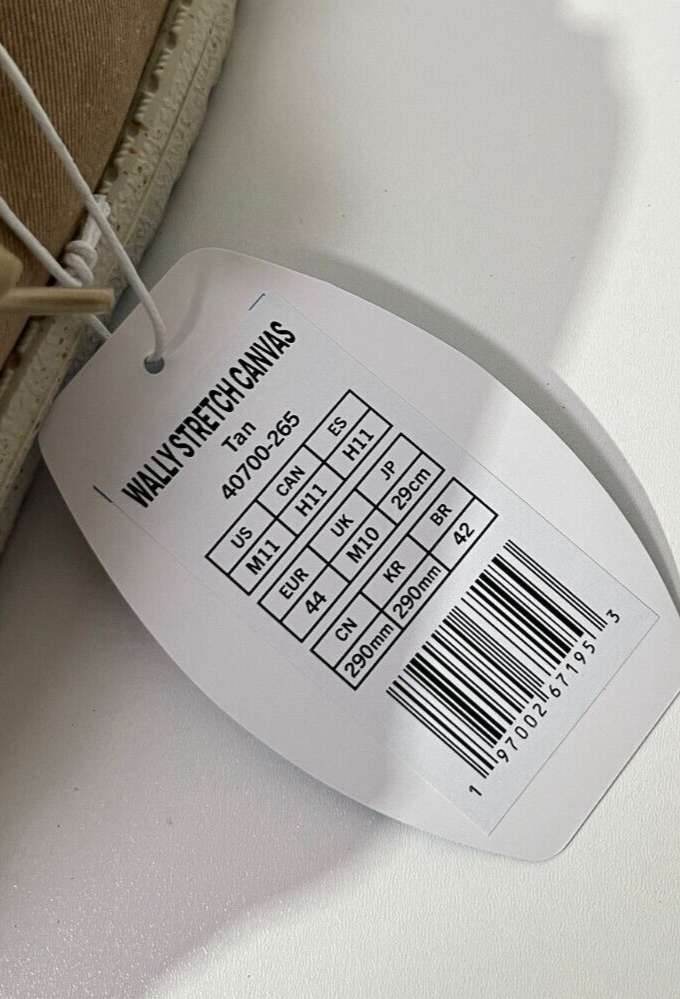 WALLY STRETCH CANVAS
Tan
40700-265
US CAN ES
M11 H11 H11
EUR UK JP
44 M10 29cm
CN KR BR
290mm 290mm 42
1 97002 67195 3